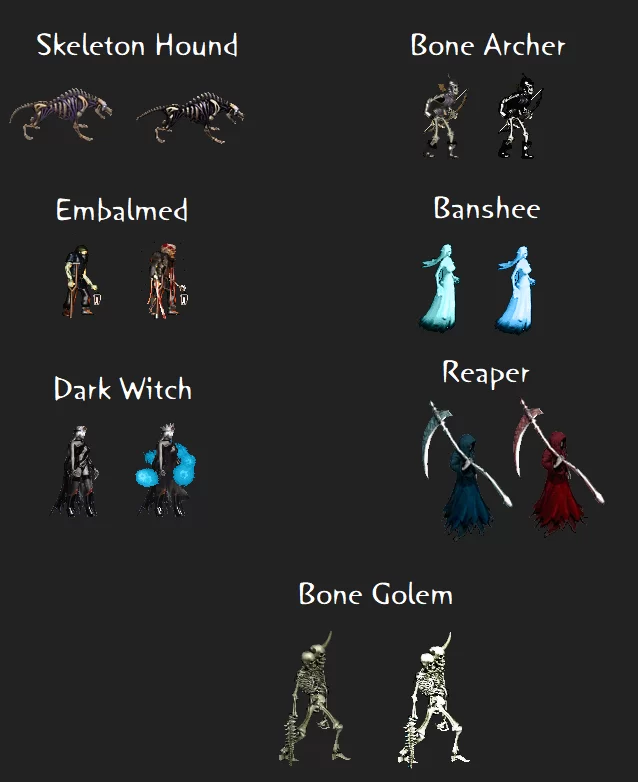 Skeleton Hound
Bone Archer
Embalmed
Banshee
Dark Witch
Reaper
Bone Golem